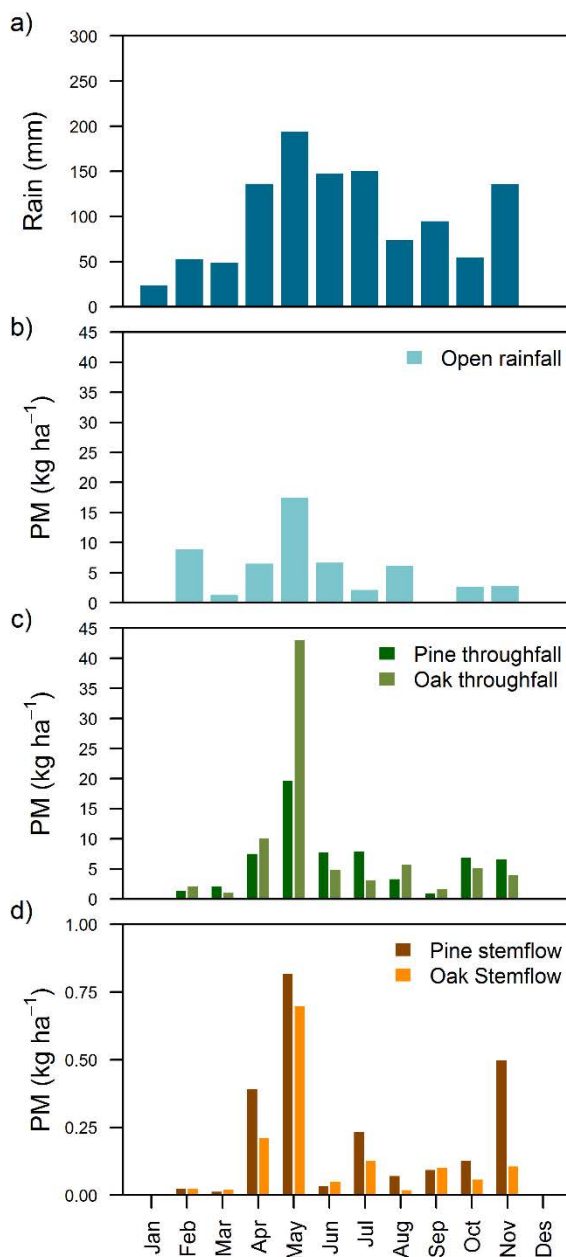 a)
300
250
200
150
100
50
0
Rain (mm)
b)
45
40
35
30
25
20
15
10
5
0
PM (kg ha⁻¹)
Open rainfall
c)
45
40
35
30
25
20
15
10
5
0
PM (kg ha⁻¹)
Pine throughfall
Oak throughfall
d)
1.00
0.75
0.50
0.25
0.00
PM (kg ha⁻¹)
Pine stemflow
Oak Stemflow
Jan
Feb
Mar
Apr
May
Jun
Jul
Aug
Sep
Oct
Nov
Des